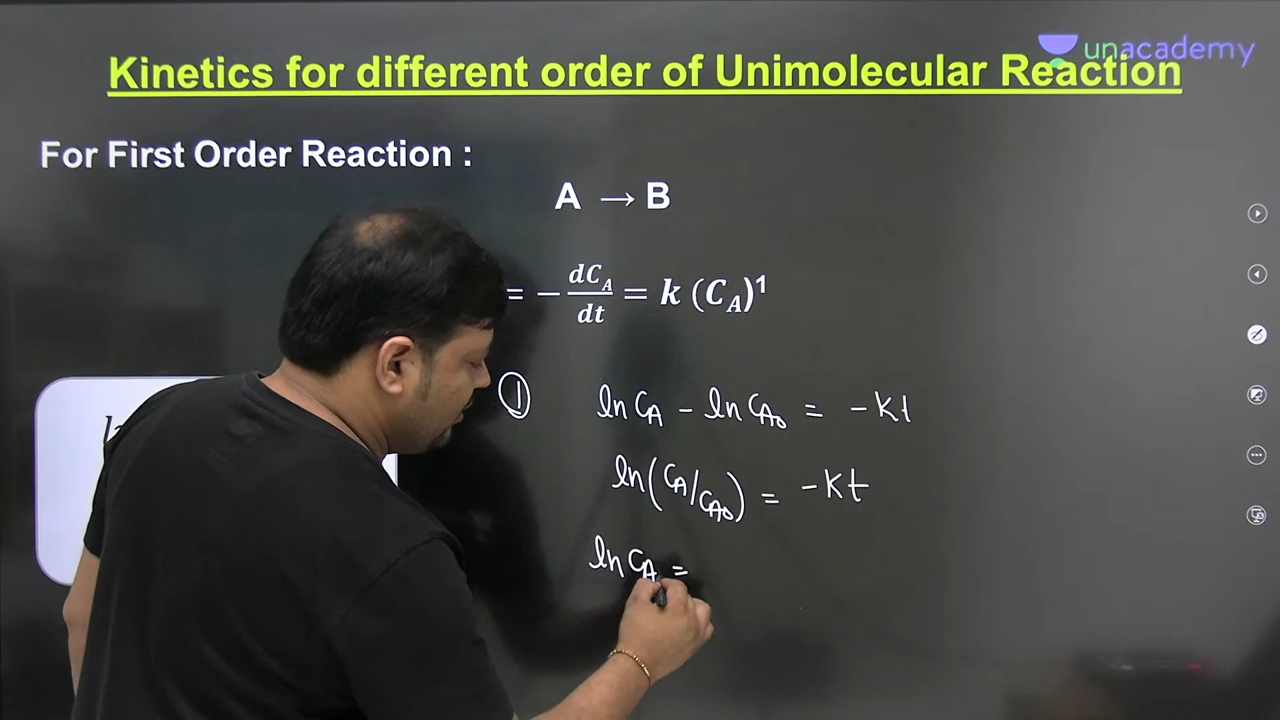 unacademy
Kinetics for different order of Unimolecular Reaction
For First Order Reaction :
A → B
= − dC_A/dt = k (C_A)¹
① ln C_A − ln C_A₀ = −kt
ln(C_A/C_A₀) = −kt
ln C_A =